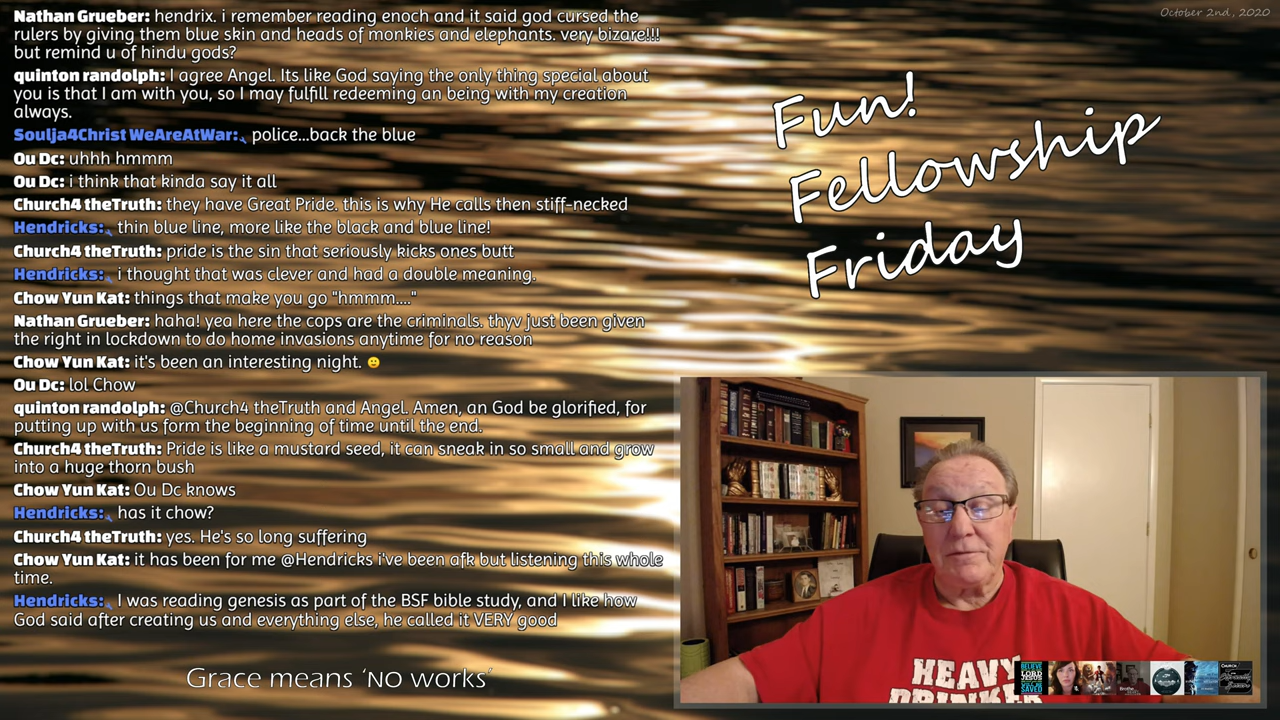 Nathan Grueber: hendrix. i remember reading enoch and it said god cursed the
rulers by giving them blue skin and heads of monkies and elephants. very bizare!!!
but remind u of hindu gods?
quinton randolph: I agree Angel. Its like God saying the only thing special about
you is that I am with you, so I may fulfill redeeming an being with my creation
always.
Soulja4Christ WeAreAtWar: police...back the blue
Ou Dc: uhhh hmmm
Ou Dc: i think that kinda say it all
Church4 theTruth: they have Great Pride. this is why He calls then stiff-necked
Hendricks: thin blue line, more like the black and blue line!
Church4 theTruth: pride is the sin that seriously kicks ones butt
Hendricks: i thought that was clever and had a double meaning.
Chow Yun Kat: things that make you go "hmmm...."
Nathan Grueber: haha! yea here the cops are the criminals. thyv just been given
the right in lockdown to do home invasions anytime for no reason
Chow Yun Kat: it's been an interesting night. 🙂
Ou Dc: lol Chow
quinton randolph: @Church4 theTruth and Angel. Amen, an God be glorified, for
putting up with us form the beginning of time until the end.
Church4 theTruth: Pride is like a mustard seed, it can sneak in so small and grow
into a huge thorn bush
Chow Yun Kat: Ou Dc knows
Hendricks: has it chow?
Church4 theTruth: yes. He's so long suffering
Chow Yun Kat: it has been for me @Hendricks i've been afk but listening this whole
time.
Hendricks: I was reading genesis as part of the BSF bible study, and I like how
God said after creating us and everything else, he called it VERY good
Grace means 'NO works'
October 2nd, 2020
Fun!
Fellowship
Friday
HEAVY
DRINKER
BELIEVE
LORD
JESUS
SAVED
CHURCH